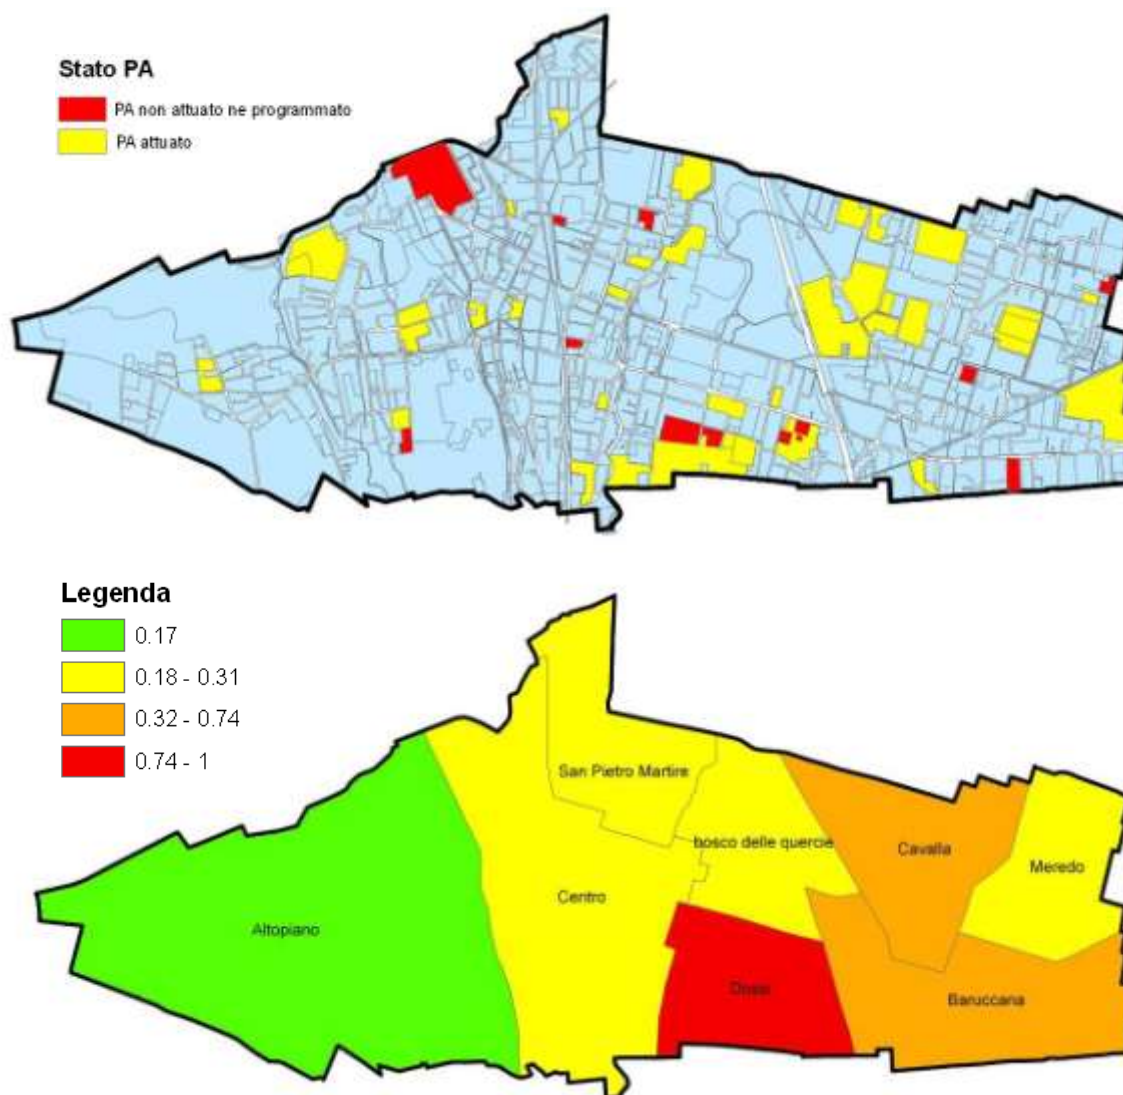 Stato PA
PA non attuato ne programmato
PA attuato
Legenda
0.17
0.18 - 0.31
0.32 - 0.74
0.74 - 1
San Pietro Martire
bosco delle quercie
Cavalla
Meredo
Centro
Altopiano
Baruccana